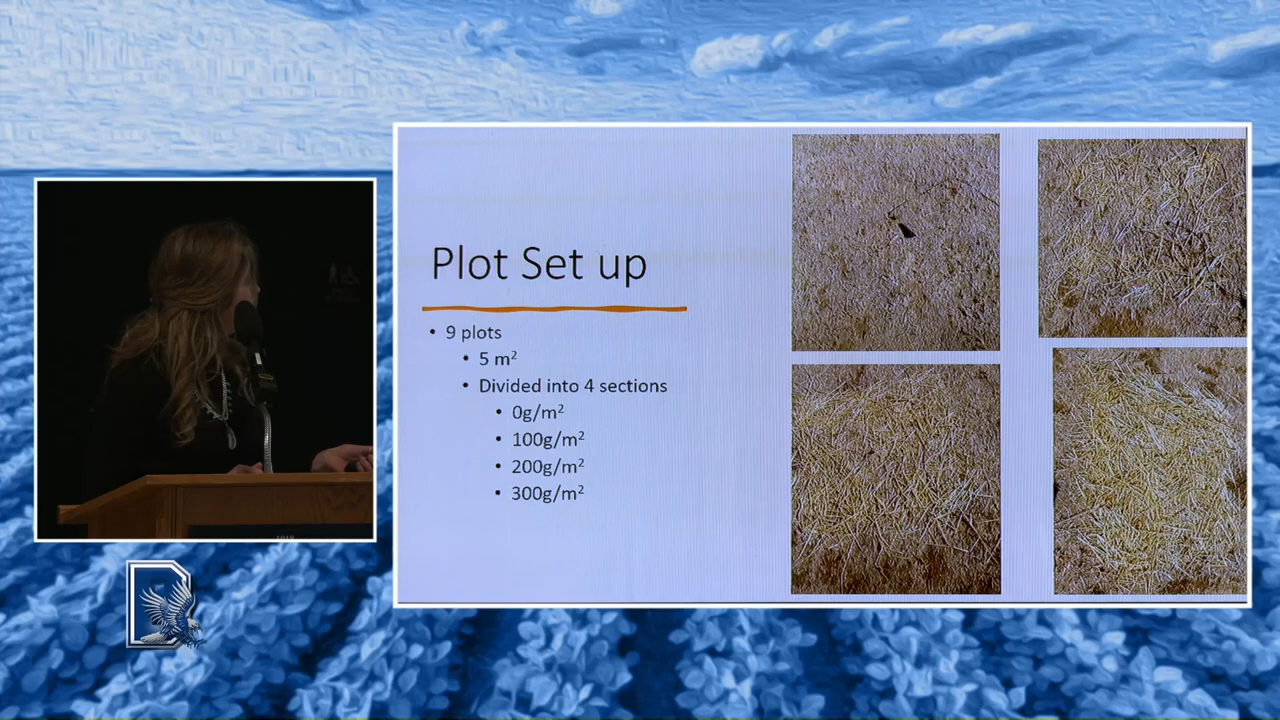 Plot Set up
• 9 plots
• 5 m²
• Divided into 4 sections
• 0g/m²
• 100g/m²
• 200g/m²
• 300g/m²
D